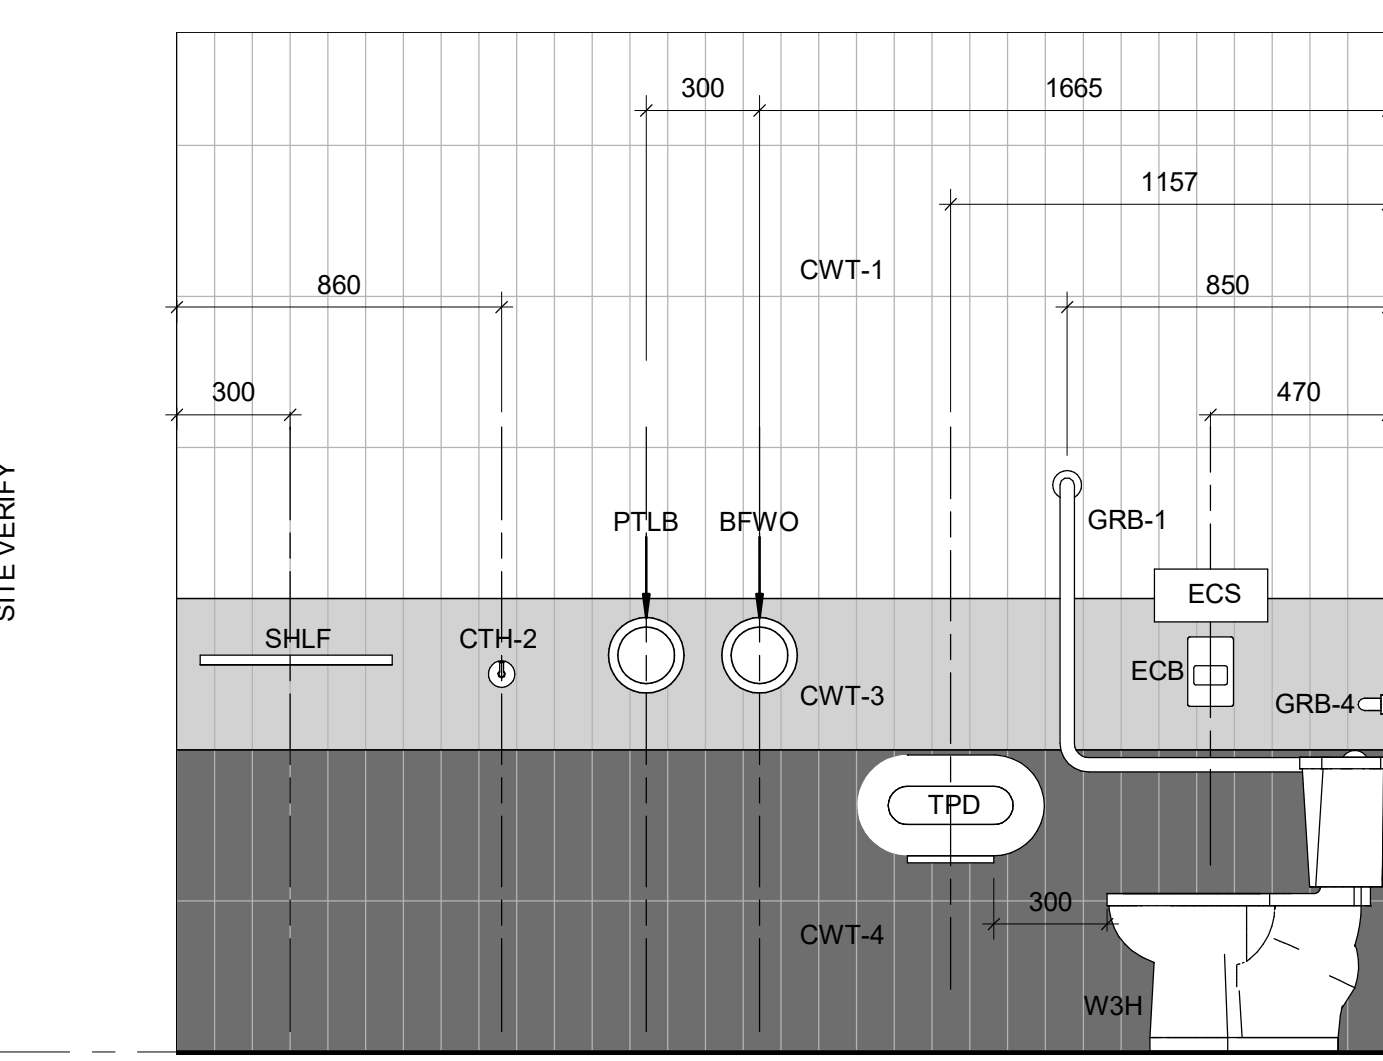 300
1665
1157
CWT-1
860
850
300
470
SITE VERIFY
PTLB
BFWO
GRB-1
ECS
SHLF
CTH-2
ECB
CWT-3
GRB-4
TPD
300
CWT-4
W3H